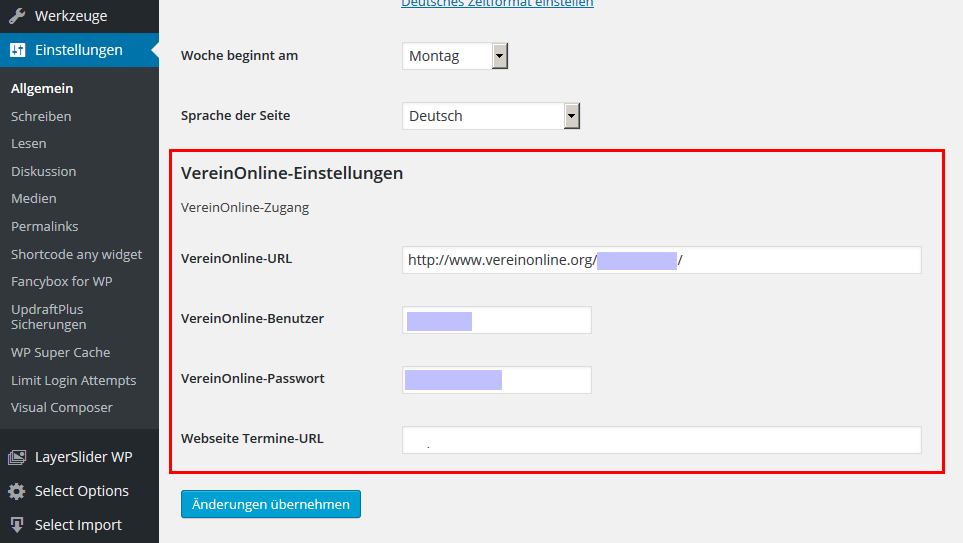 Werkzeuge
Einstellungen
Allgemein
Schreiben
Lesen
Diskussion
Medien
Permalinks
Shortcode any widget
Fancybox for WP
UpdraftPlus
Sicherungen
WP Super Cache
Limit Login Attempts
Visual Composer
LayerSlider WP
Select Options
Select Import
Deutsches Zeitformat einstellen
Woche beginnt am Montag
Sprache der Seite Deutsch
VereinOnline-Einstellungen
VereinOnline-Zugang
VereinOnline-URL http://www.vereinonline.org/ /
VereinOnline-Benutzer
VereinOnline-Passwort
Webseite Termine-URL .
Änderungen übernehmen